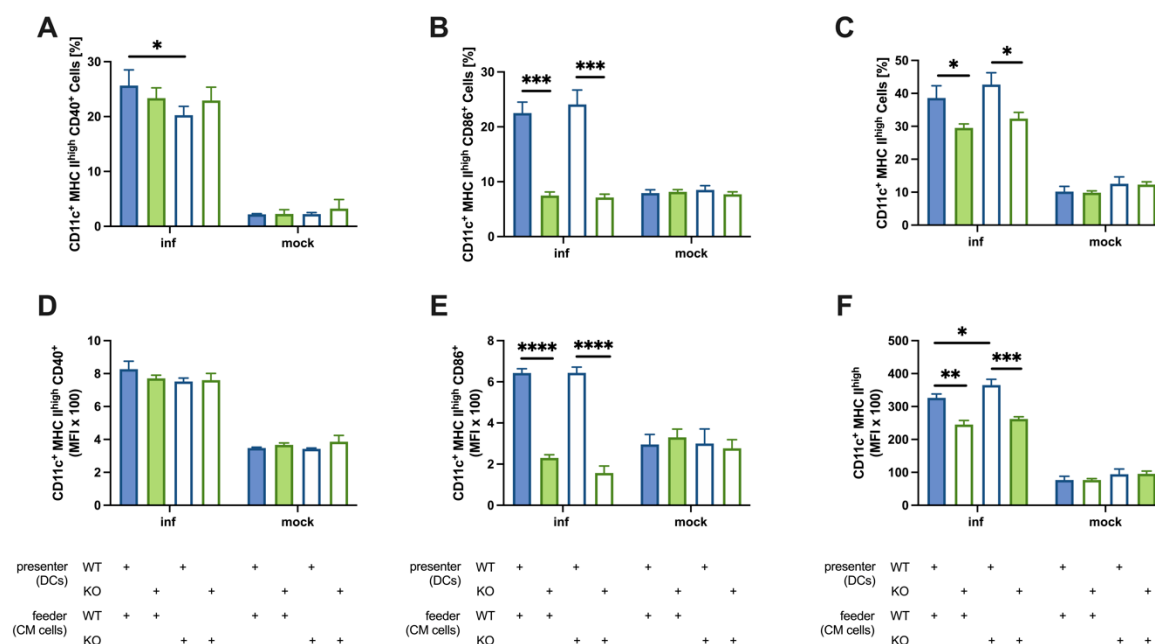 A
CD11c⁺ MHC IIʰⁱᵍʰ CD40⁺ Cells [%]
30
20
10
0
*
inf
mock
B
CD11c⁺ MHC IIʰⁱᵍʰ CD86⁺ Cells [%]
30
20
10
0
***
***
inf
mock
C
CD11c⁺ MHC IIʰⁱᵍʰ Cells [%]
50
40
30
20
10
0
*
*
inf
mock
D
CD11c⁺ MHC IIʰⁱᵍʰ CD40⁺
(MFI x 100)
10
8
6
4
2
0
inf
mock
E
CD11c⁺ MHC IIʰⁱᵍʰ CD86⁺
(MFI x 100)
8
6
4
2
0
****
****
inf
mock
F
CD11c⁺ MHC IIʰⁱᵍʰ
(MFI x 100)
500
400
300
200
100
0
*
**
***
inf
mock
presenter
(DCs)
WT + + + +
KO + + + +
feeder
(CM cells)
WT + + + +
KO + + + +
presenter
(DCs)
WT + + + +
KO + + + +
feeder
(CM cells)
WT + + + +
KO + + + +
presenter
(DCs)
WT + + + +
KO + + + +
feeder
(CM cells)
WT + + + +
KO + + + +